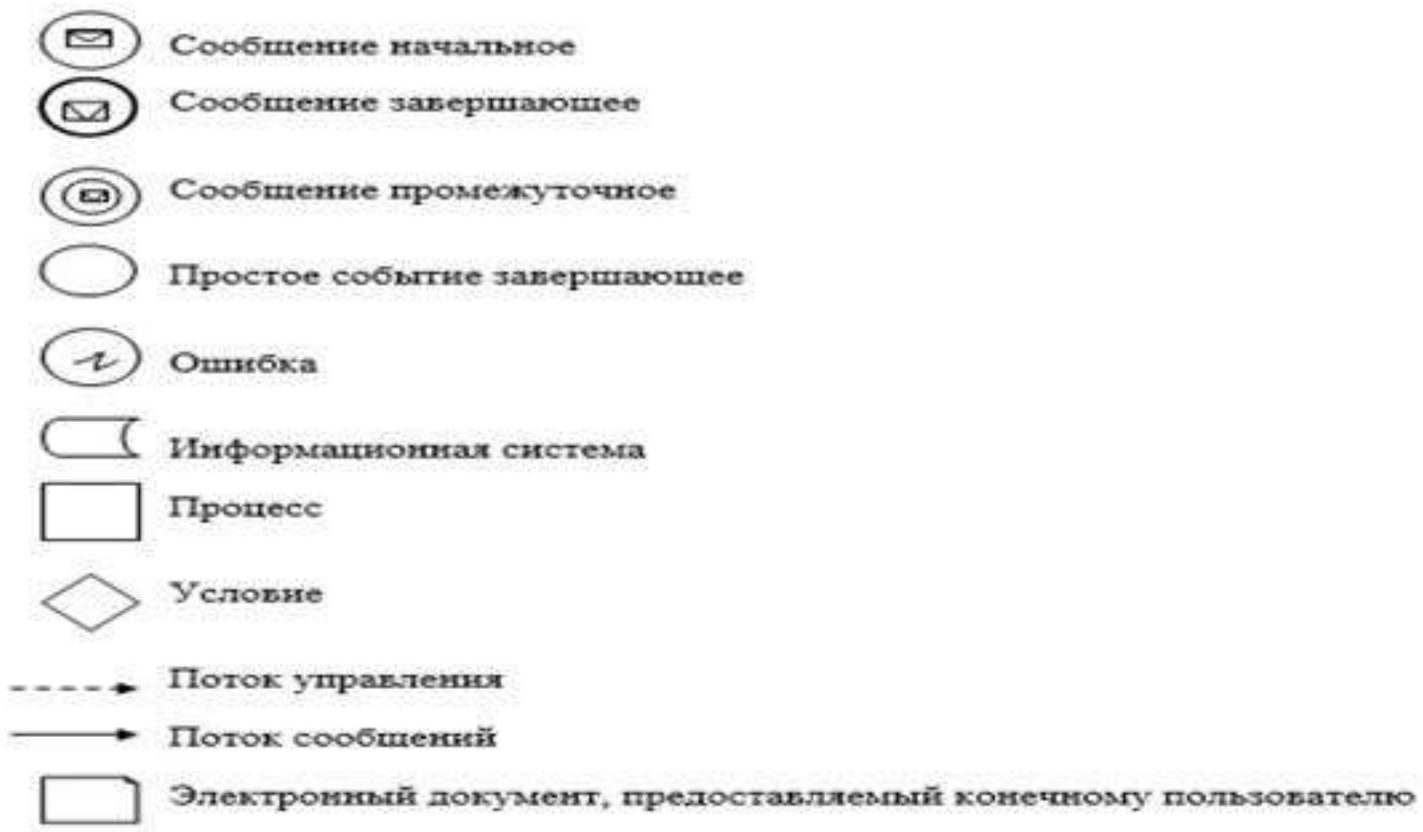 Сообщение начальное
Сообщение завершающее
Сообщение промежуточное
Простое событие завершающее
Ошибка
Информационная система
Процесс
Условие
Поток управления
Поток сообщений
Электронный документ, предоставляемый конечному пользователю